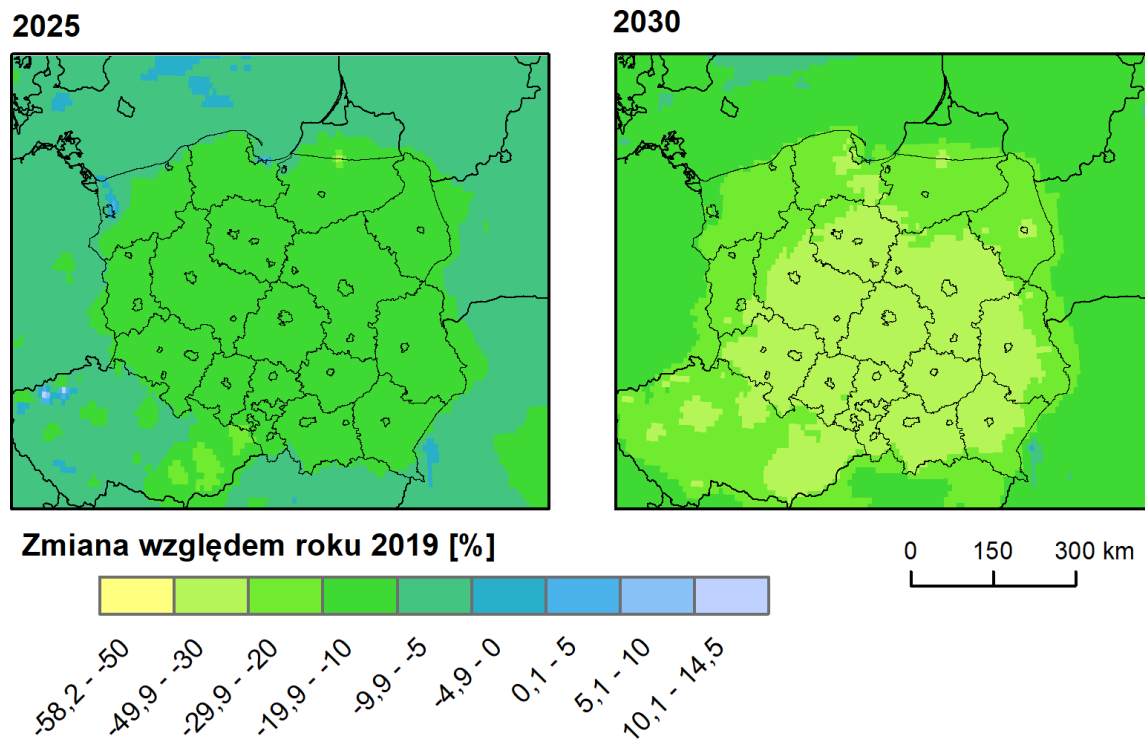 2025
2030
Zmiana względem roku 2019 [%]
0 150 300 km
-58,2 - -50
-49,9 - -30
-29,9 - -20
-19,9 - -10
-9,9 - -5
-4,9 - 0
0,1 - 5
5,1 - 10
10,1 - 14,5